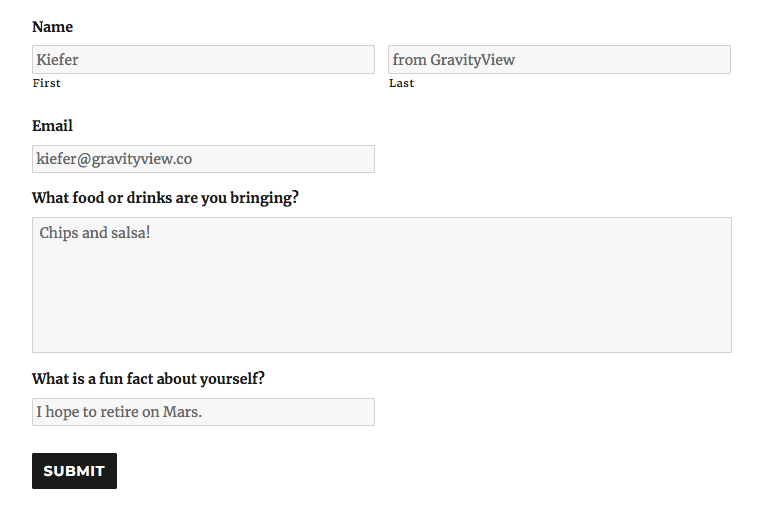 Name
Kiefer from GravityView
First Last
Email
kiefer@gravityview.co
What food or drinks are you bringing?
Chips and salsa!
What is a fun fact about yourself?
I hope to retire on Mars.
SUBMIT